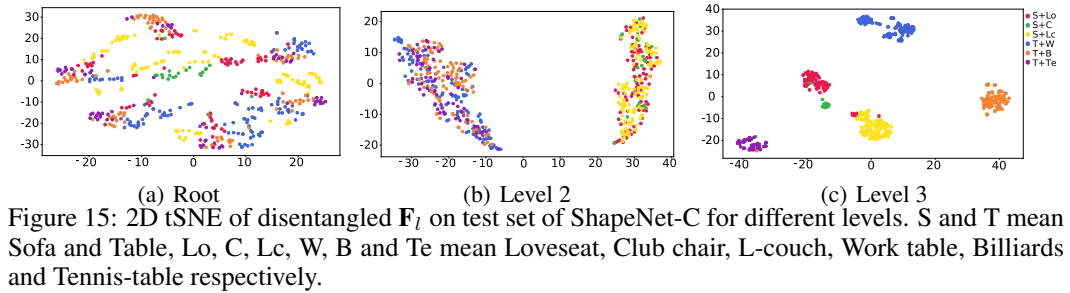 30
20
10
0
-10
-20
-30
-20 -10 0 10 20
(a) Root
20
10
0
-10
-20
-30 -20 -10 0 10 20 30 40
(b) Level 2
40
30
20
10
0
-10
-20
-40 -20 0 20 40
(c) Level 3
S+Lo
S+C
S+Lc
T+W
T+B
T+Te
Figure 15: 2D tSNE of disentangled F_l on test set of ShapeNet-C for different levels. S and T mean
Sofa and Table, Lo, C, Lc, W, B and Te mean Loveseat, Club chair, L-couch, Work table, Billiards
and Tennis-table respectively.